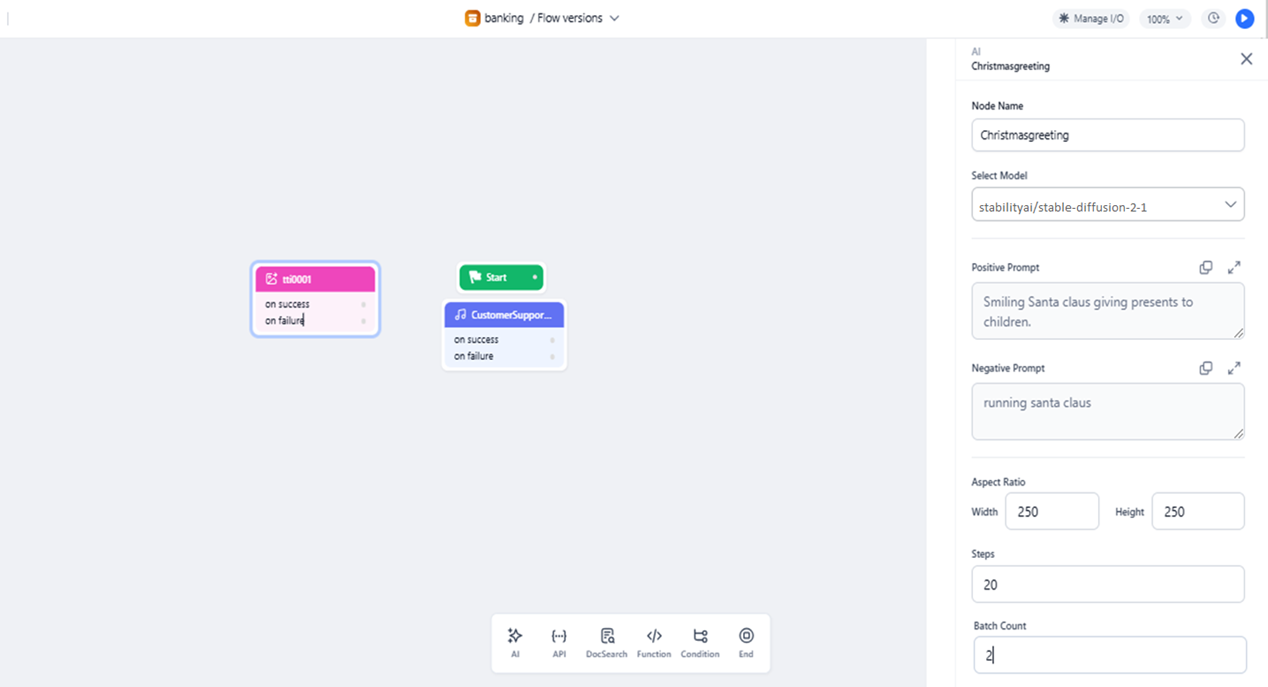 banking / Flow versions
Manage I/O
100%
AI
Christmasgreeting
Node Name
Christmasgreeting
Select Model
stabilityai/stable-diffusion-2-1
Positive Prompt
Smiling Santa claus giving presents to
children.
Negative Prompt
running santa claus
Aspect Ratio
Width 250 Height 250
Steps
20
Batch Count
2
tti0001
on success
on failure
Start
CustomerSuppor...
on success
on failure
AI API DocSearch Function Condition End